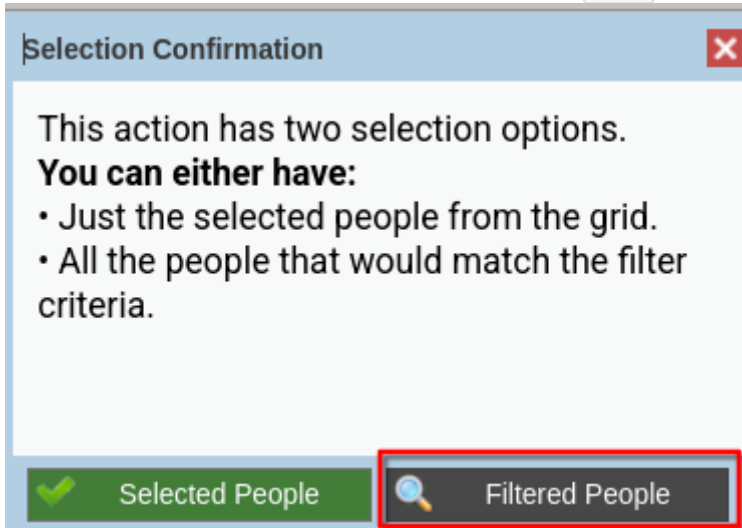 Selection Confirmation
This action has two selection options.
You can either have:
• Just the selected people from the grid.
• All the people that would match the filter
criteria.
Selected People
Filtered People